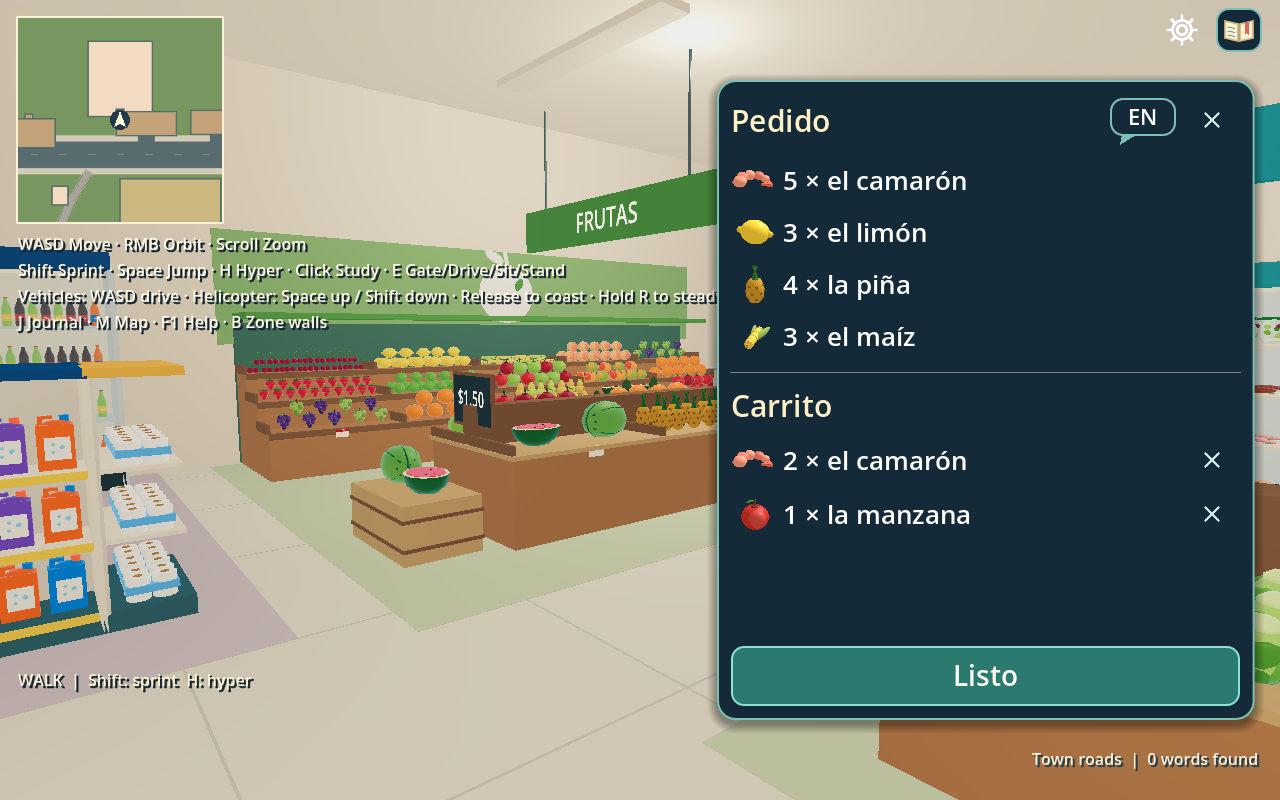 WASD Move · RMB Orbit · Scroll Zoom
Shift Sprint · Space Jump · H Hyper · Click Study · E Gate/Drive/Sit/Stand
Vehicles: WASD drive · Helicopter: Space up / Shift down · Release to coast · Hold R to stead
J Journal · M Map · F1 Help · B Zone walls
FRUTAS
$1.50
Pedido
EN
5 × el camarón
3 × el limón
4 × la piña
3 × el maíz
Carrito
2 × el camarón
1 × la manzana
Listo
WALK | Shift: sprint H: hyper
Town roads | 0 words found